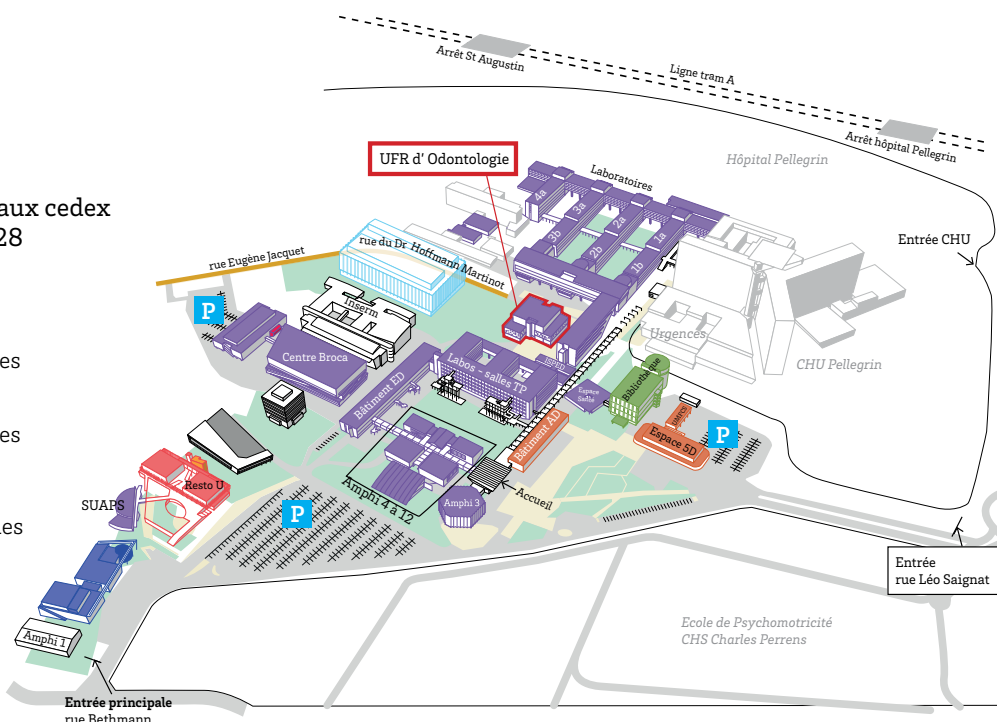 Arrêt St Augustin
Ligne tram A
Arrêt hôpital Pellegrin
Hôpital Pellegrin
UFR d' Odontologie
Laboratoires
4a
3a
2a
1a
3b
2b
1b
aux cedex
28
Entrée CHU
rue du Dr Hoffmann Martinot
rue Eugène Jacquet
P
Inserm
Urgences
CHU Pellegrin
es
Centre Broca
Labos - salles TP
ISPED
Bibliothèque
Espace
Santé
Bâtiment ED
es
Bâtiment AD
UMFCS
Espace 5D
P
Resto U
Amphi 4 à 12
SUAPS
P
Amphi 3
Accueil
les
Entrée
rue Léo Saignat
Ecole de Psychomotricité
CHS Charles Perrens
Amphi 1
Entrée principale
rue Bethmann